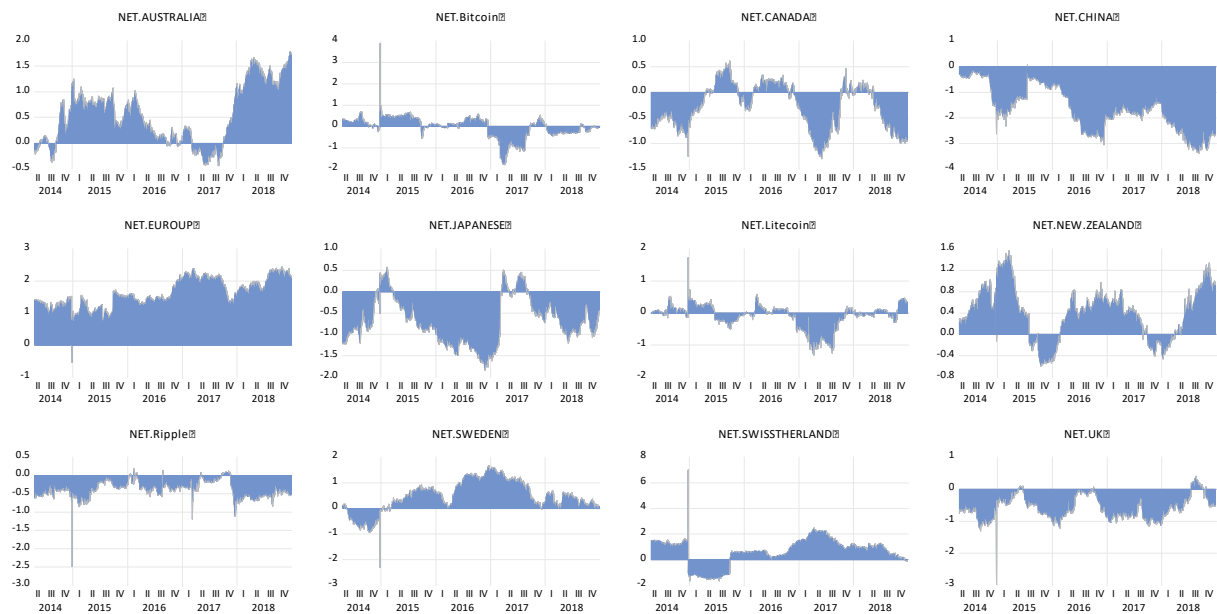 NET.AUSTRALIA
NET.Bitcoin
NET.CANADA
NET.CHINA
2.0
1.5
1.0
0.5
0.0
-0.5
4
3
2
1
0
-1
-2
1.0
0.5
0.0
-0.5
-1.0
-1.5
0
-1
-2
-3
-4
II III IV I II III IV I II III IV I II III IV I II III IV
2014 2015 2016 2017 2018
II III IV I II III IV I II III IV I II III IV I II III IV
2014 2015 2016 2017 2018
II III IV I II III IV I II III IV I II III IV I II III IV
2014 2015 2016 2017 2018
II III IV I II III IV I II III IV I II III IV I II III IV
2014 2015 2016 2017 2018
NET.EUROUP
NET.JAPANESE
NET.Litecoin
NET.NEW.ZEALAND
3
2
1
0
-1
1.0
0.5
0.0
-0.5
-1.0
-1.5
-2.0
2
1
0
-1
-2
1.6
1.2
0.8
0.4
0.0
-0.4
-0.8
II III IV I II III IV I II III IV I II III IV I II III IV
2014 2015 2016 2017 2018
II III IV I II III IV I II III IV I II III IV I II III IV
2014 2015 2016 2017 2018
II III IV I II III IV I II III IV I II III IV I II III IV
2014 2015 2016 2017 2018
II III IV I II III IV I II III IV I II III IV I II III IV
2014 2015 2016 2017 2018
NET.Ripple
NET.SWEDEN
NET.SWISSTHERLAND
NET.UK
0.5
0.0
-0.5
-1.0
-1.5
-2.0
-2.5
-3.0
2
1
0
-1
-2
-3
8
6
4
2
0
-2
1
0
-1
-2
-3
II III IV I II III IV I II III IV I II III IV I II III IV
2014 2015 2016 2017 2018
II III IV I II III IV I II III IV I II III IV I II III IV
2014 2015 2016 2017 2018
II III IV I II III IV I II III IV I II III IV I II III IV
2014 2015 2016 2017 2018
II III IV I II III IV I II III IV I II III IV I II III IV
2014 2015 2016 2017 2018